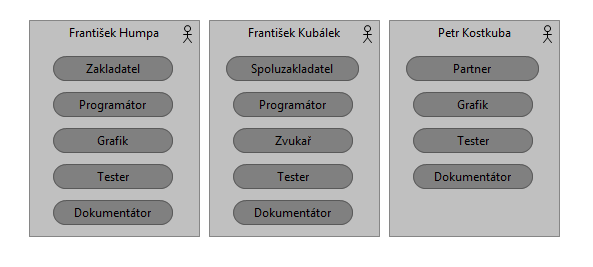 František Humpa
Zakladatel
Programátor
Grafik
Tester
Dokumentátor
František Kubálek
Spoluzakladatel
Programátor
Zvukař
Tester
Dokumentátor
Petr Kostkuba
Partner
Grafik
Tester
Dokumentátor